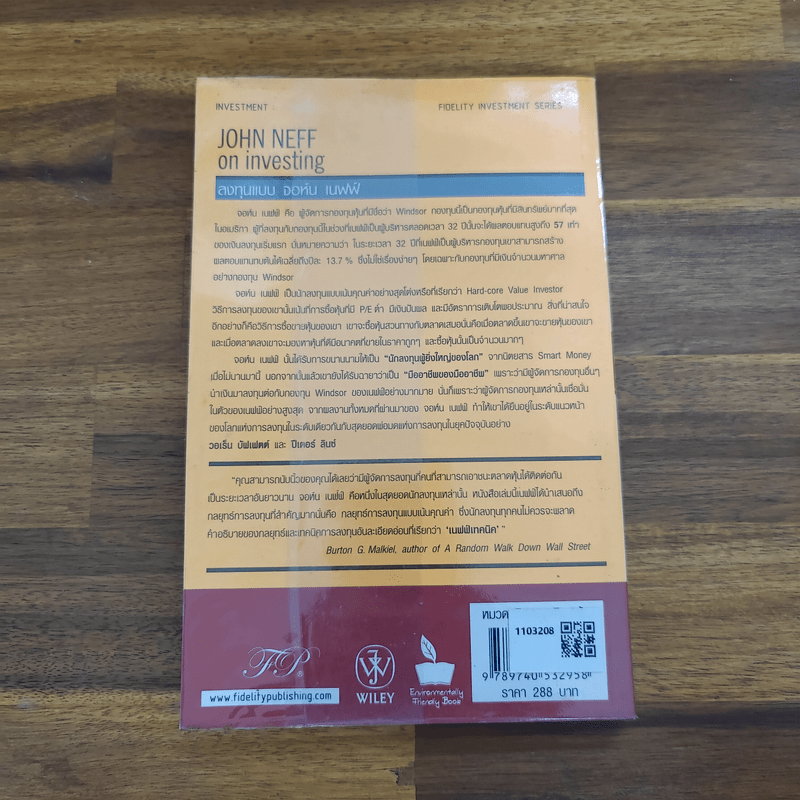 INVESTMENT
FIDELITY INVESTMENT SERIES
JOHN NEFF
on investing
ลงทุนแบบ จอห์น เนฟฟ์
จอห์น เนฟฟ์ คือ ผู้จัดการกองทุนหุ้นที่มีชื่อว่า Windsor กองทุนนี้เป็นกองทุนหุ้นที่มีสินทรัพย์มากที่สุด
ในอเมริกา ผู้ที่ลงทุนกับกองทุนนี้ในช่วงที่เนฟฟ์เป็นผู้บริหารตลอดเวลา 32 ปีนั้นจะได้ผลตอบแทนสูงถึง 57 เท่า
ของเงินลงทุนเริ่มแรก นั่นหมายความว่า ในระยะเวลา 32 ปีที่เนฟฟ์เป็นผู้บริหารกองทุนเขาสามารถสร้าง
ผลตอบแทนทบต้นได้เฉลี่ยถึงปีละ 13.7 % ซึ่งไม่ใช่เรื่องง่ายๆ โดยเฉพาะกับกองทุนที่มีเงินจำนวนมหาศาล
อย่างกองทุน Windsor
จอห์น เนฟฟ์ เป็นนักลงทุนแบบเน้นคุณค่าอย่างสุดโต่งหรือที่เรียกว่า Hard-core Value Investor
วิธีการลงทุนของเขานั้นเน้นที่การซื้อหุ้นที่มี P/E ต่ำ มีเงินปันผล และมีอัตราการเติบโตพอประมาณ สิ่งที่น่าสนใจ
อีกอย่างก็คือวิธีการซื้อขายหุ้นของเขา เขาจะซื้อหุ้นสวนทางกับตลาดเสมอนั่นคือเมื่อตลาดขึ้นเขาจะขายหุ้นของเขา
และเมื่อตลาดลงเขาจะมองหาหุ้นที่ดีมีอนาคตที่ขายในราคาถูกๆ และซื้อหุ้นนั้นเป็นจำนวนมากๆ
จอห์น เนฟฟ์ นั้นได้รับการขนานนามให้เป็น "นักลงทุนผู้ยิ่งใหญ่ของโลก" จากนิตยสาร Smart Money
เมื่อไม่นานมานี้ นอกจากนั้นแล้วเขายังได้รับฉายาว่าเป็น "มืออาชีพของมืออาชีพ" เพราะว่ามีผู้จัดการกองทุนอื่นๆ
นำเงินมาลงทุนต่อกับกองทุน Windsor ของเนฟฟ์อย่างมากมาย นั่นก็เพราะว่าผู้จัดการกองทุนเหล่านั้นเชื่อมั่น
ในตัวของเนฟฟ์อย่างสูงสุด จากผลงานทั้งหมดที่ผ่านมาของ จอห์น เนฟฟ์ ทำให้เขาได้ยืนอยู่ในระดับแนวหน้า
ของโลกแห่งการลงทุนในระดับเดียวกันกับสุดยอดพ่อมดแห่งการลงทุนในยุคปัจจุบันอย่าง
วอเร็น บัฟเฟตต์ และ ปีเตอร์ ลินช์
"คุณสามารถนับนิ้วของคุณได้เลยว่ามีผู้จัดการลงทุนกี่คนที่สามารถเอาชนะตลาดหุ้นได้ติดต่อกัน
เป็นระยะเวลาอันยาวนาน จอห์น เนฟฟ์ คือหนึ่งในสุดยอดนักลงทุนเหล่านั้น หนังสือเล่มนี้เนฟฟ์ได้นำเสนอถึง
กลยุทธ์การลงทุนที่สำคัญมากนั่นคือ กลยุทธ์การลงทุนแบบเน้นคุณค่า ซึ่งนักลงทุนทุกคนไม่ควรจะพลาด
คำอธิบายของกลยุทธ์และเทคนิคการลงทุนอันละเอียดอ่อนที่เรียกว่า 'เนฟฟ์เทคนิค' "
Burton G. Malkiel, author of A Random Walk Down Wall Street
หมวด
1103208
9 789740 532958
ราคา 288 บาท
FP
www.fidelitypublishing.com
WILEY
Environmentally
Friendly Book